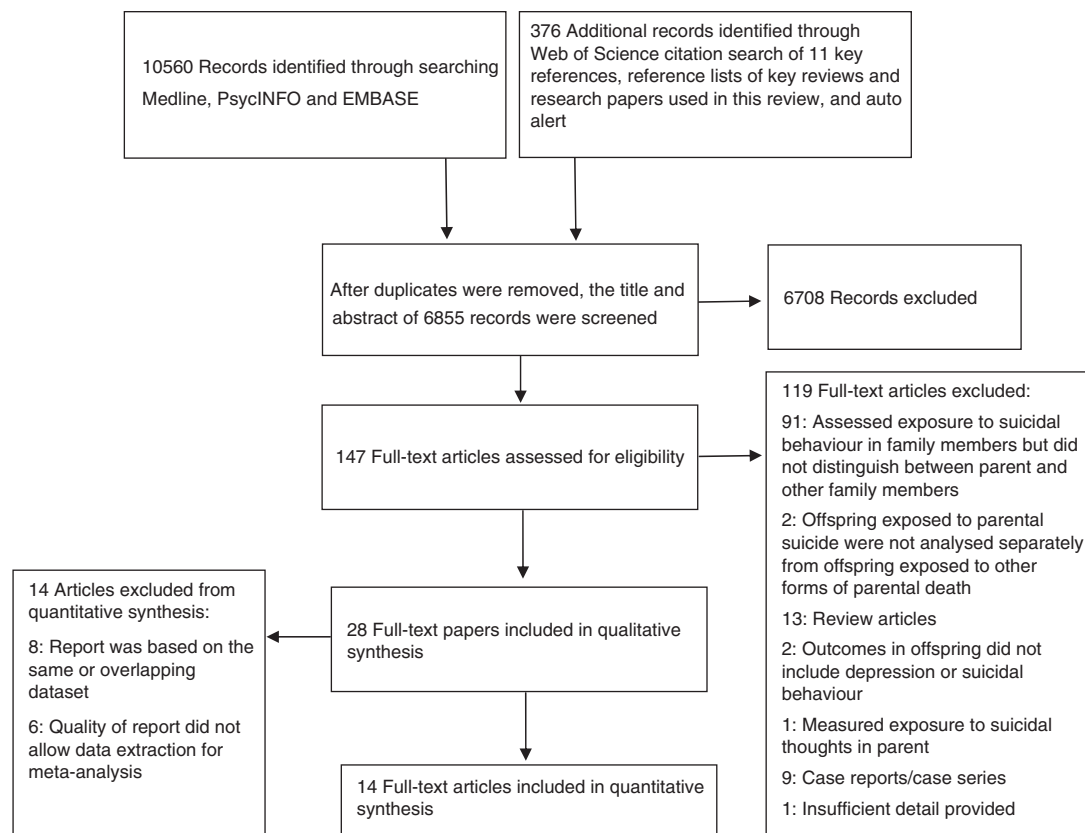 10560 Records identified through searching
Medline, PsycINFO and EMBASE
376 Additional records identified through
Web of Science citation search of 11 key
references, reference lists of key reviews and
research papers used in this review, and auto
alert
After duplicates were removed, the title and
abstract of 6855 records were screened
6708 Records excluded
147 Full-text articles assessed for eligibility
119 Full-text articles excluded:
91: Assessed exposure to suicidal
behaviour in family members but did
not distinguish between parent and
other family members
2: Offspring exposed to parental
suicide were not analysed separately
from offspring exposed to other
forms of parental death
13: Review articles
2: Outcomes in offspring did not
include depression or suicidal
behaviour
1: Measured exposure to suicidal
thoughts in parent
9: Case reports/case series
1: Insufficient detail provided
28 Full-text papers included in qualitative
synthesis
14 Articles excluded from
quantitative synthesis:
8: Report was based on the
same or overlapping
dataset
6: Quality of report did not
allow data extraction for
meta-analysis
14 Full-text articles included in quantitative
synthesis